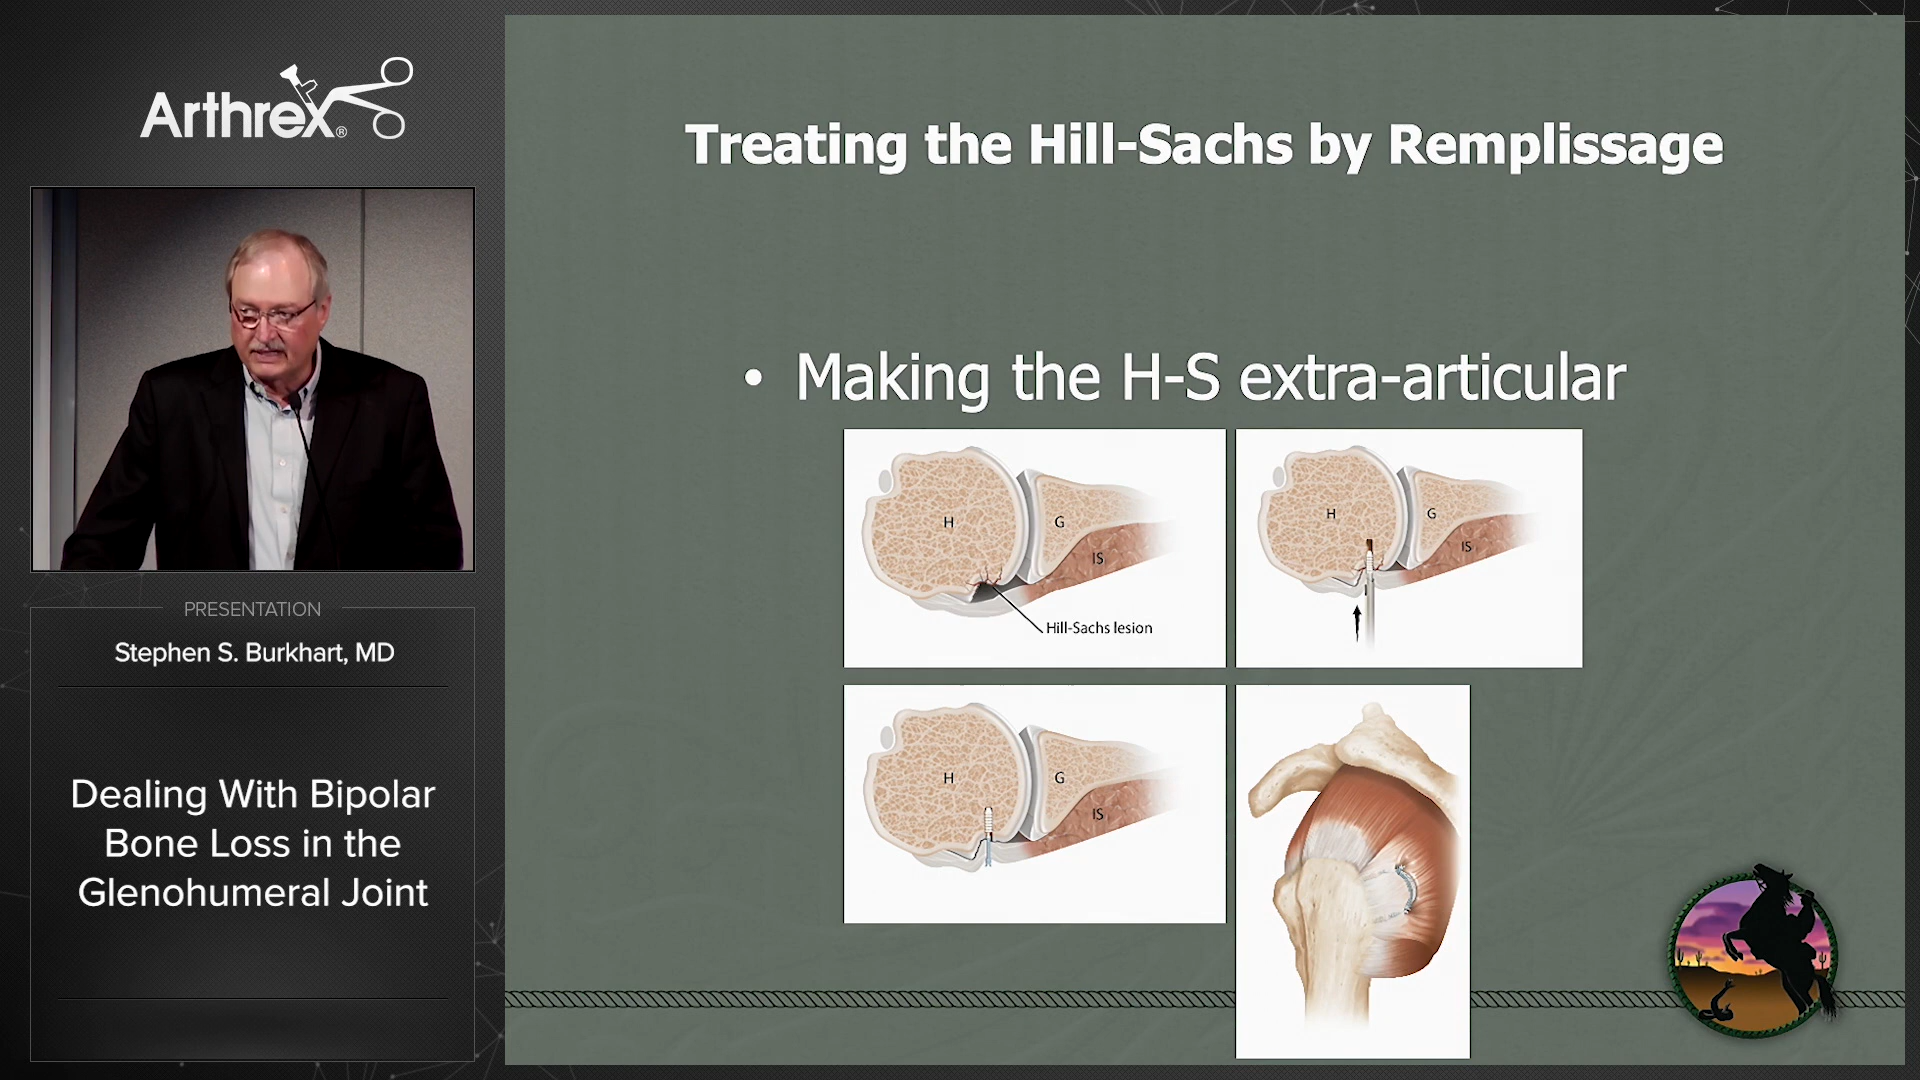 Arthrex®
PRESENTATION
Stephen S. Burkhart, MD
Dealing With Bipolar
Bone Loss in the
Glenohumeral Joint
Treating the Hill-Sachs by Remplissage
• Making the H-S extra-articular
H
G
IS
Hill-Sachs lesion
H
G
IS
H
G
IS